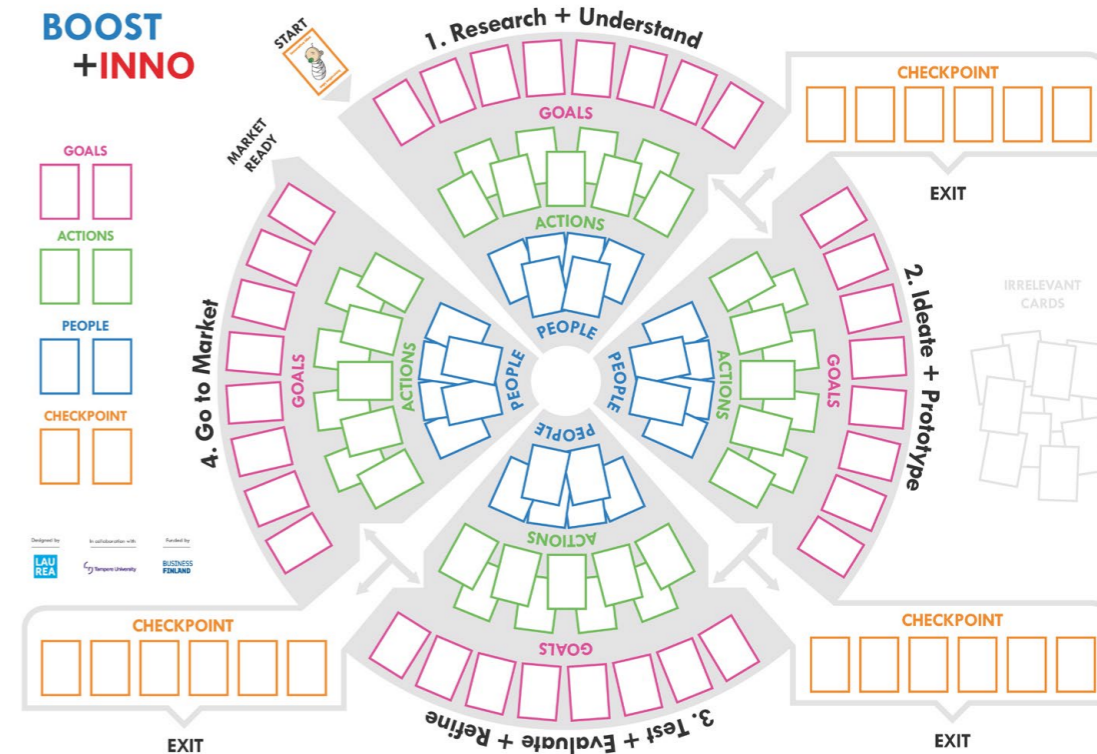 BOOST
+INNO
START
1. Research + Understand
CHECKPOINT
EXIT
MARKET
READY
GOALS
ACTIONS
PEOPLE
CHECKPOINT
GOALS
ACTIONS
PEOPLE
2. Ideate + Prototype
GOALS
ACTIONS
PEOPLE
IRRELEVANT
CARDS
4. Go to Market
GOALS
ACTIONS
PEOPLE
PEOPLE
ACTIONS
GOALS
3. Test + Evaluate + Refine
Designed by
In collaboration with
Funded by
LAU
REA
Tampere University
BUSINESS
FINLAND
CHECKPOINT
EXIT
CHECKPOINT
EXIT